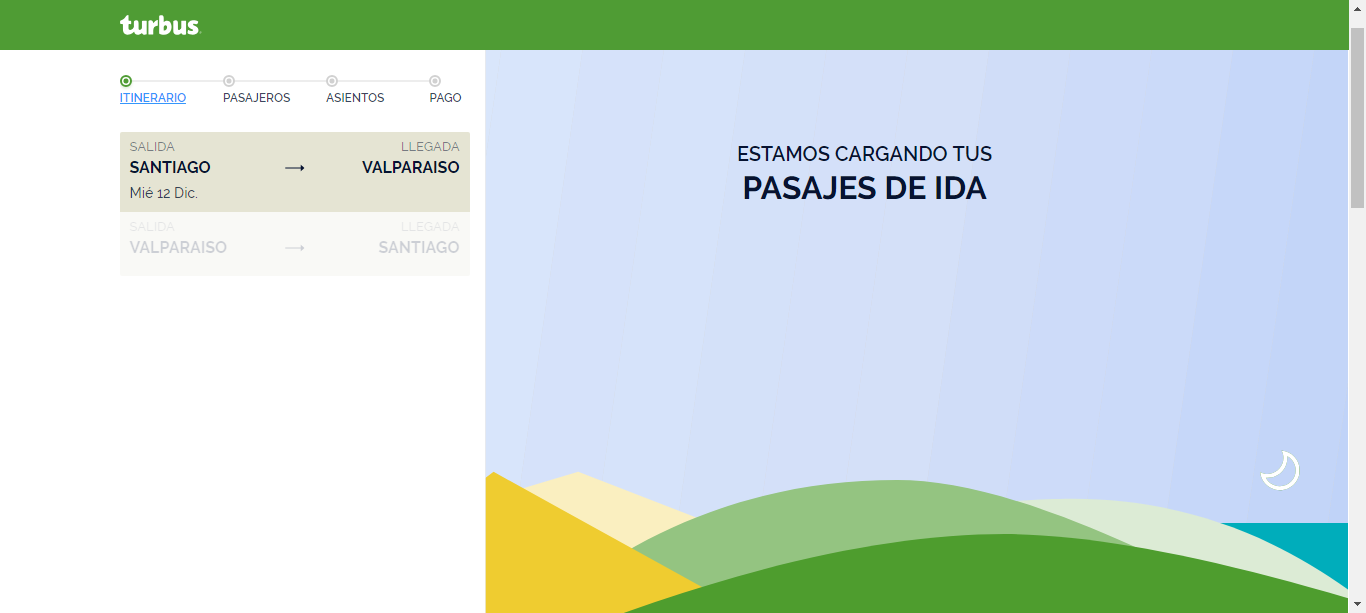 turbus
ITINERARIO PASAJEROS ASIENTOS PAGO
SALIDA LLEGADA
SANTIAGO → VALPARAISO
Mié 12 Dic.
SALIDA LLEGADA
VALPARAISO → SANTIAGO
ESTAMOS CARGANDO TUS
PASAJES DE IDA